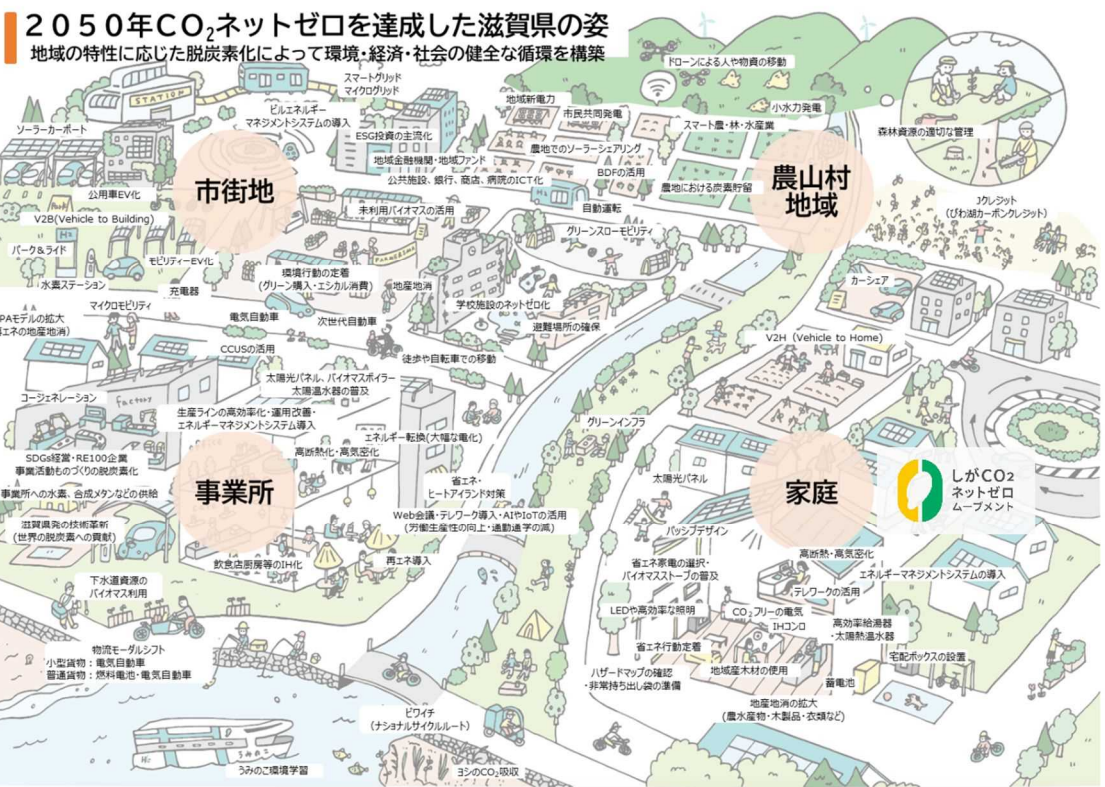 2050年CO₂ネットゼロを達成した滋賀県の姿
地域の特性に応じた脱炭素化によって環境・経済・社会の健全な循環を構築
STATION
スマートグリッド
マイクログリッド
ビルエネルギー
マネジメントシステムの導入
ソーラーカーポート
ESG投資の主流化
地域金融機関・地域ファンド
公共施設、銀行、商店、病院のICT化
市街地
公用車EV化
未利用バイオマスの活用
V2B(Vehicle to Building)
パーク&ライド
モビリティーEV化
水素ステーション
充電器
環境行動の定着
(グリーン購入・エシカル消費)
地産地消
学校施設のネットゼロ化
避難場所の確保
マイクロモビリティ
電気自動車
次世代自動車
徒歩や自転車での移動
PAモデルの拡大
エネの地産地消)
ドローンによる人や物資の移動
地域新電力
市民共同発電
小水力発電
スマート農・林・水産業
農地でのソーラーシェアリング
BDFの活用
農地における炭素貯留
自動運転
グリーンスローモビリティ
農山村
地域
森林資源の適切な管理
Jクレジット
(びわ湖カーボンクレジット)
カーシェア
V2H (Vehicle to Home)
グリーンインフラ
CCUSの活用
太陽光パネル、バイオマスボイラー
太陽温水器の普及
コージェネレーション
factory
生産ラインの高効率化・運用改善・
エネルギーマネジメントシステム導入
エネルギー転換(大幅な電化)
高断熱化・高気密化
SDGs経営・RE100企業
事業活動ものづくりの脱炭素化
事業所
事業所への水素、合成メタンなどの供給
省エネ・
ヒートアイランド対策
Web会議・テレワーク導入・AIやIoTの活用
(労働生産性の向上・通勤通学の減)
滋賀県発の技術革新
(世界の脱炭素への貢献)
飲食店厨房等のIH化
再エネ導入
下水道資源の
バイオマス利用
物流モーダルシフト
小型貨物:電気自動車
普通貨物:燃料電池・電気自動車
ビワイチ
(ナショナルサイクルルート)
H₂
うみのこ
うみのこ環境学習
ヨシのCO₂吸収
家庭
しがCO₂
ネットゼロ
ムーブメント
太陽光パネル
パッシブデザイン
高断熱・高気密化
省エネ家電の選択・
バイオマスストーブの普及
エネルギーマネジメントシステムの導入
テレワークの活用
LEDや高効率な照明
CO₂フリーの電気
IHコンロ
高効率給湯器
・太陽熱温水器
省エネ行動定着
地域産木材の使用
宅配ボックスの設置
ハザードマップの確認
・非常持ち出し袋の準備
蓄電池
地産地消の拡大
(農水産物・木製品・衣類など)